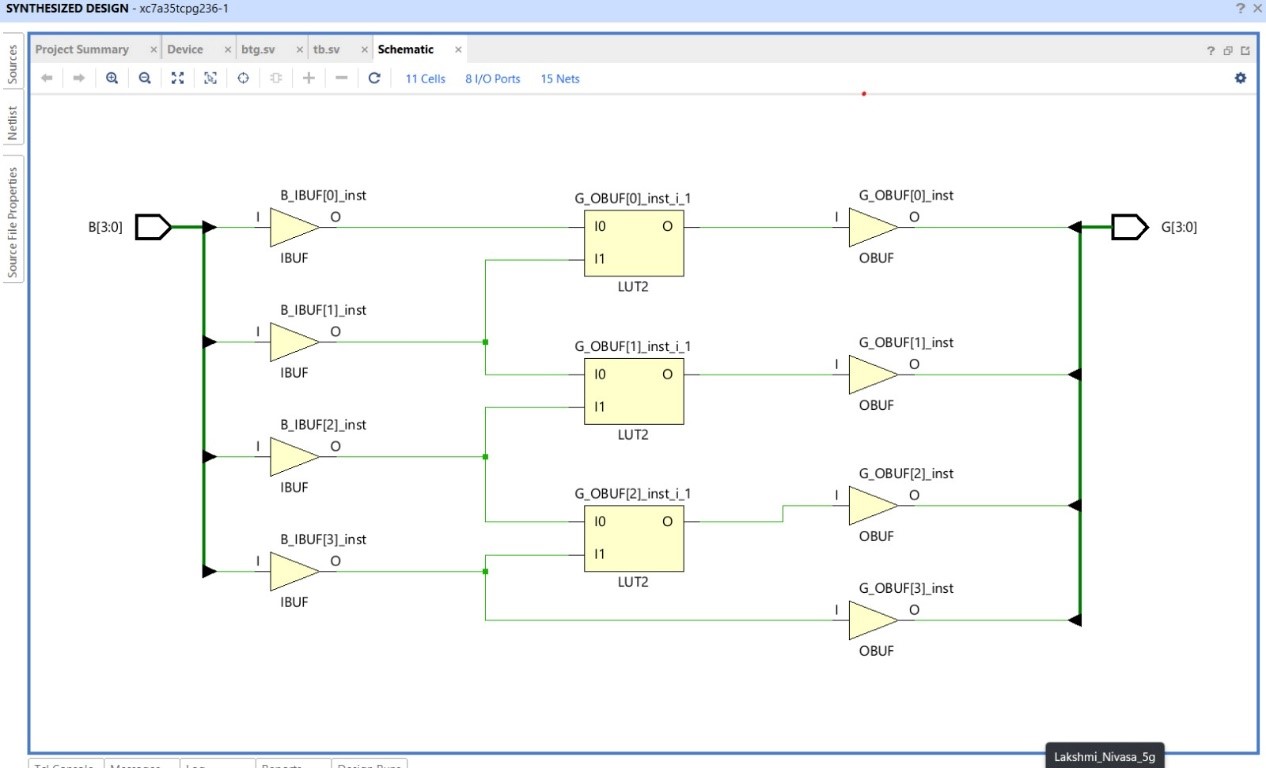 SYNTHESIZED DESIGN - xc7a35tcpg236-1
Sources
Netlist
Source File Properties
Project Summary
Device
btg.sv
tb.sv
Schematic
11 Cells
8 I/O Ports
15 Nets
B[3:0]
B_IBUF[0]_inst
I
O
IBUF
B_IBUF[1]_inst
I
O
IBUF
B_IBUF[2]_inst
I
O
IBUF
B_IBUF[3]_inst
I
O
IBUF
G_OBUF[0]_inst_i_1
I0
O
I1
LUT2
G_OBUF[1]_inst_i_1
I0
O
I1
LUT2
G_OBUF[2]_inst_i_1
I0
O
I1
LUT2
G_OBUF[0]_inst
I
O
OBUF
G_OBUF[1]_inst
I
O
OBUF
G_OBUF[2]_inst
I
O
OBUF
G_OBUF[3]_inst
I
O
OBUF
G[3:0]
Lakshmi_Nivasa_5g
Tcl Console
Messages
Log
Reports
Design Runs